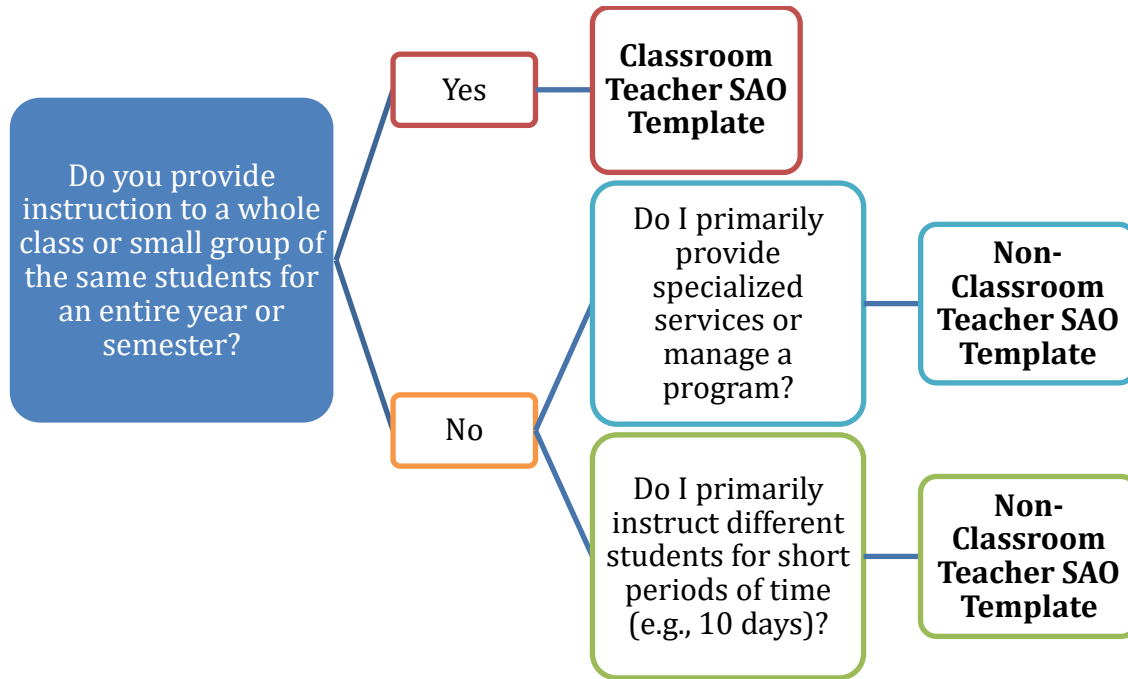 Do you provide
instruction to a whole
class or small group of
the same students for
an entire year or
semester?
Yes
Classroom
Teacher SAO
Template
No
Do I primarily
provide
specialized
services or
manage a
program?
Non-
Classroom
Teacher SAO
Template
Do I primarily
instruct different
students for short
periods of time
(e.g., 10 days)?
Non-
Classroom
Teacher SAO
Template